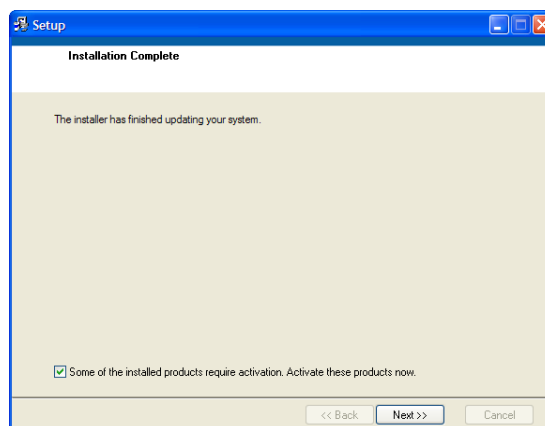 Setup
Installation Complete
The installer has finished updating your system.
Some of the installed products require activation. Activate these products now.
<< Back
Next >>
Cancel